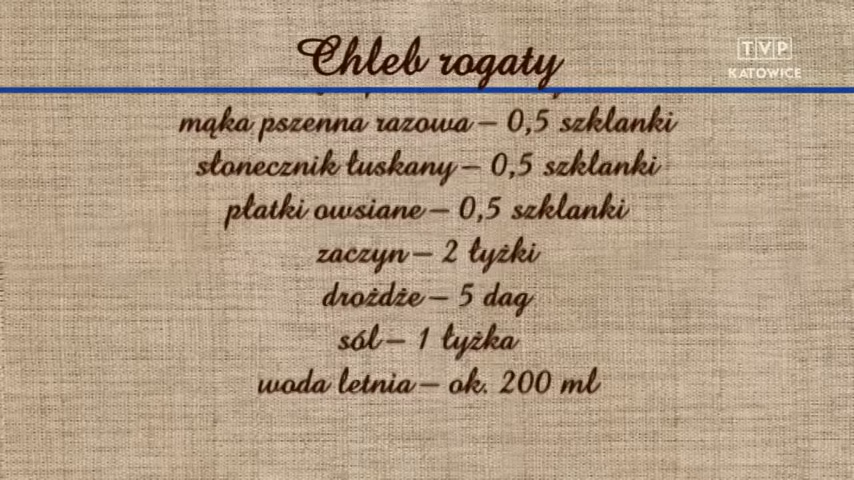 Chleb rogaty
TVP
KATOWICE
mąka pszenna razowa – 0,5 szklanki
słonecznik łuskany – 0,5 szklanki
płatki owsiane – 0,5 szklanki
zaczyn – 2 łyżki
drożdże – 5 dag
sól – 1 łyżka
woda letnia – ok. 200 ml